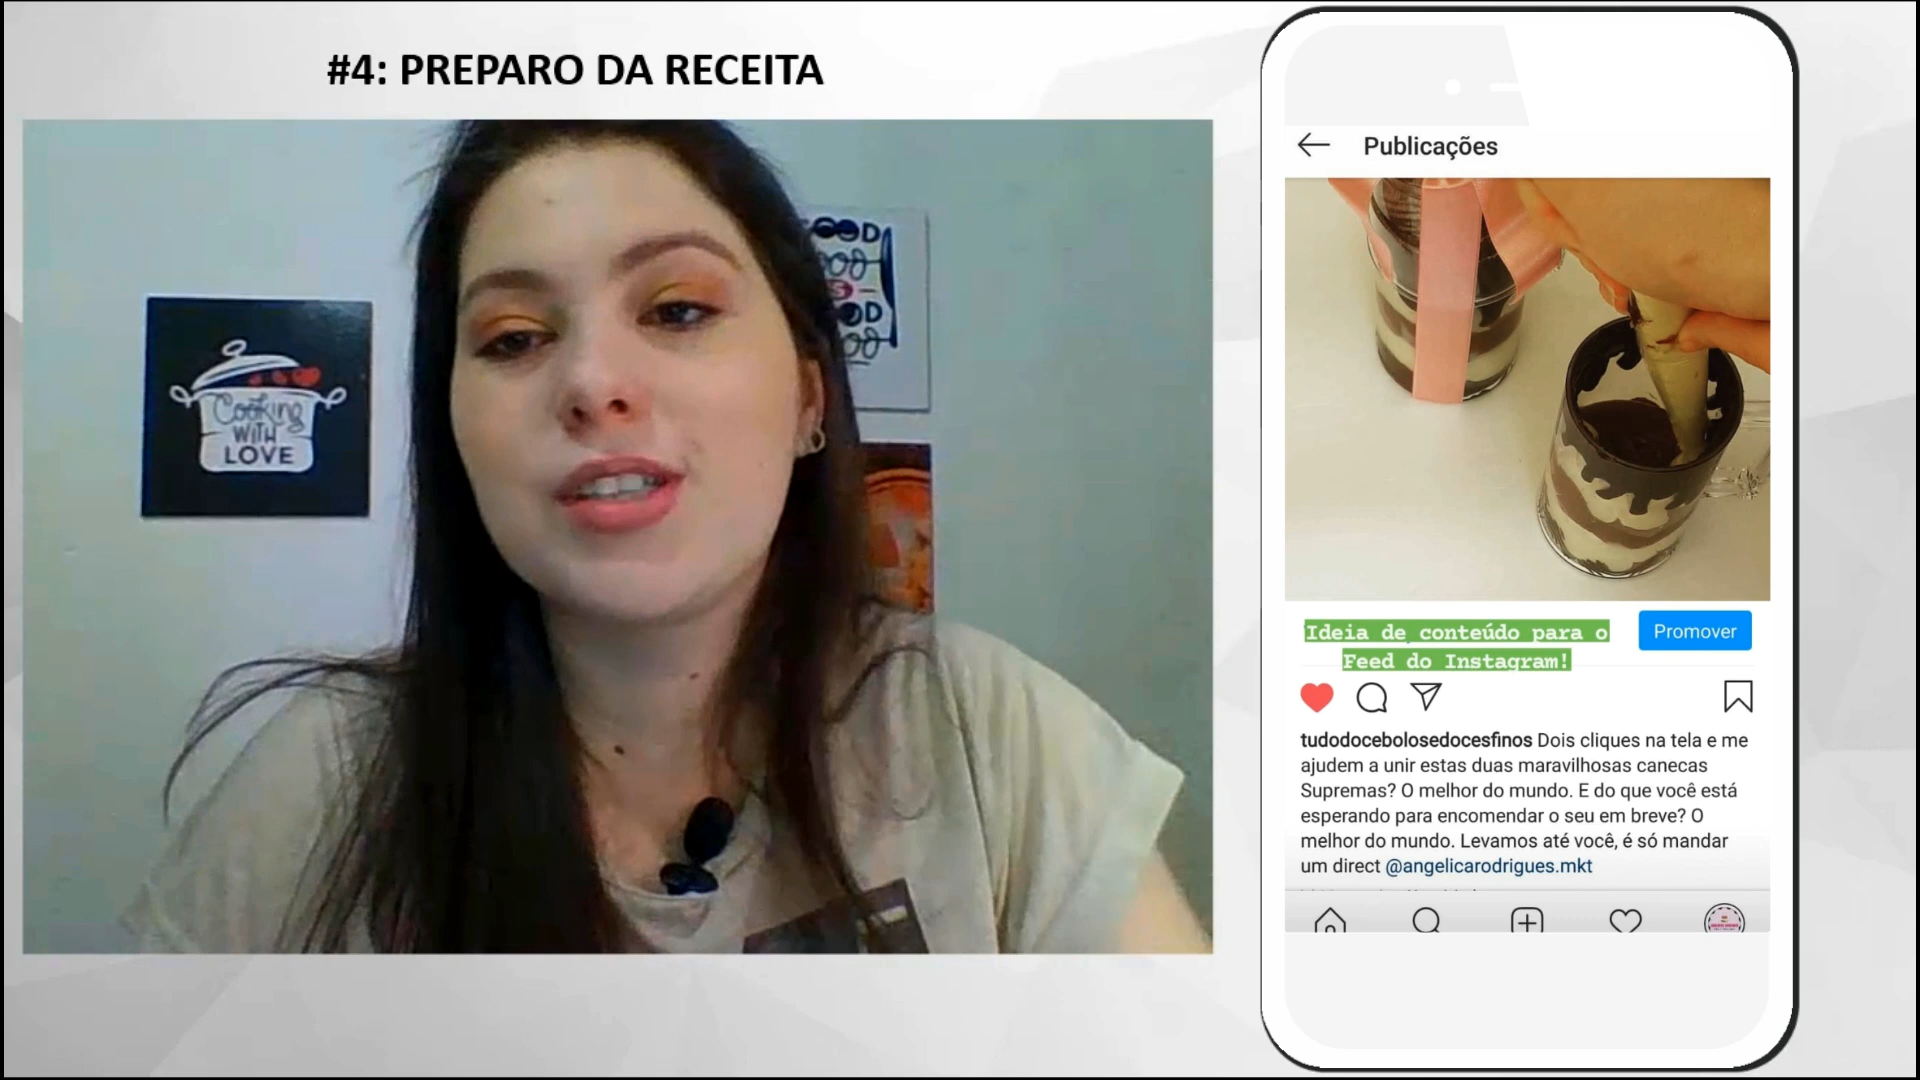 #4: PREPARO DA RECEITA
Cooking
WITH
LOVE
Publicações
Ideia de conteúdo para o
Feed do Instagram!
Promover
tudodocebolosedocesfinos Dois cliques na tela e me
ajudem a unir estas duas maravilhosas canecas
Supremas? O melhor do mundo. E do que você está
esperando para encomendar o seu em breve? O
melhor do mundo. Levamos até você, é só mandar
um direct @angelicarodrigues.mkt